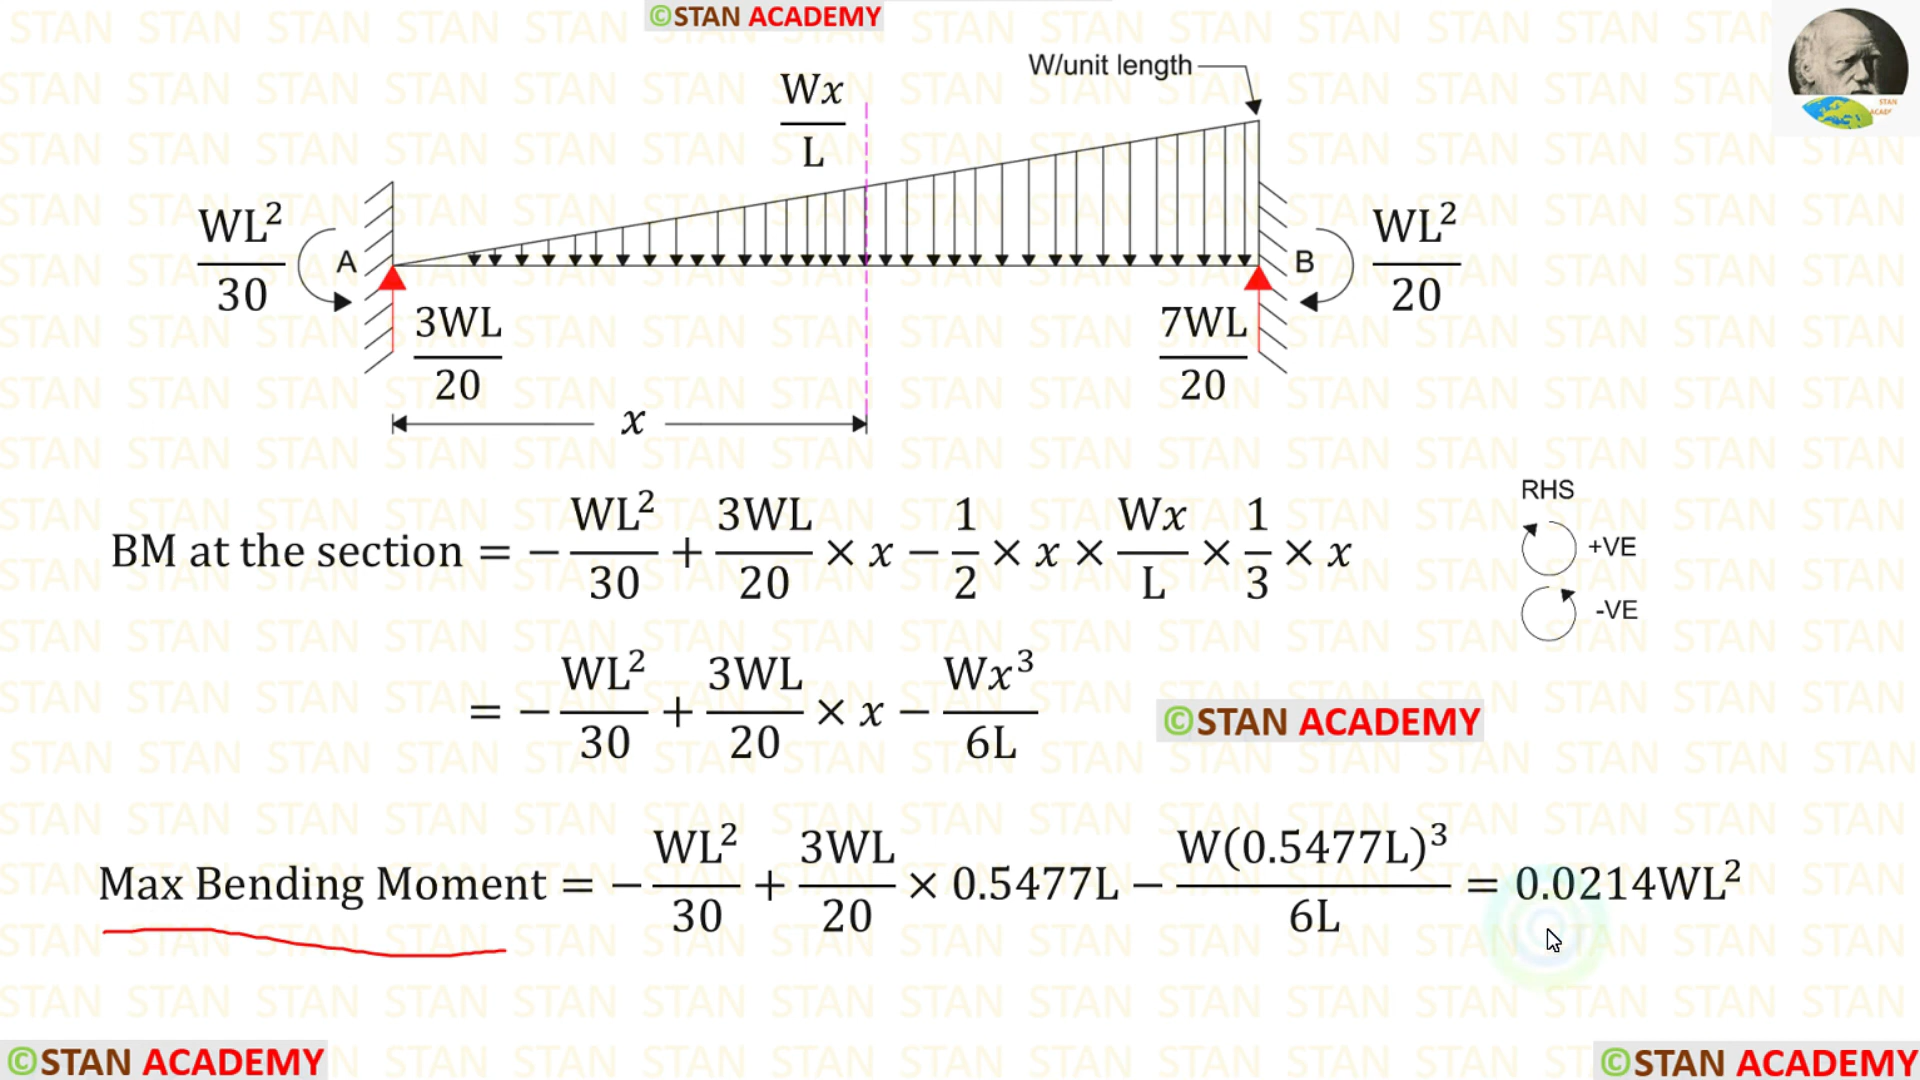 ©STAN ACADEMY
W/unit length
Wx/L
STAN ACADEMY
WL²/30
A
B
WL²/20
3WL/20
7WL/20
x
RHS
+VE
-VE
BM at the section = − WL²/30 + 3WL/20 × x − 1/2 × x × Wx/L × 1/3 × x
= − WL²/30 + 3WL/20 × x − Wx³/6L
©STAN ACADEMY
Max Bending Moment = − WL²/30 + 3WL/20 × 0.5477L − W(0.5477L)³/6L = 0.0214WL²
©STAN ACADEMY
©STAN ACADEMY